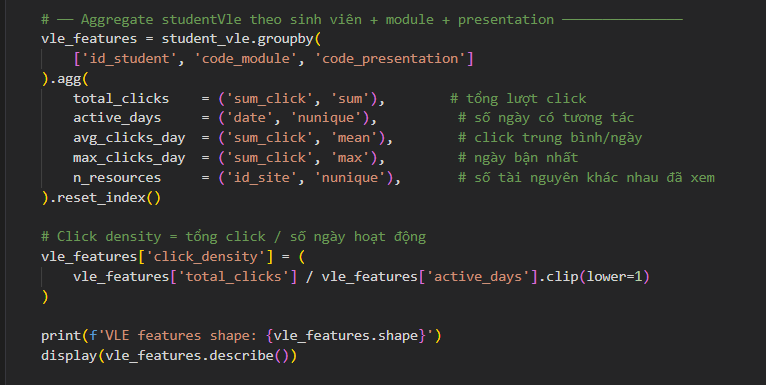 # ── Aggregate studentVle theo sinh viên + module + presentation ───────────────
vle_features = student_vle.groupby(
    ['id_student', 'code_module', 'code_presentation']
).agg(
    total_clicks    = ('sum_click', 'sum'),        # tổng lượt click
    active_days     = ('date', 'nunique'),          # số ngày có tương tác
    avg_clicks_day  = ('sum_click', 'mean'),        # click trung bình/ngày
    max_clicks_day  = ('sum_click', 'max'),         # ngày bận nhất
    n_resources     = ('id_site', 'nunique'),       # số tài nguyên khác nhau đã xem
).reset_index()

# Click density = tổng click / số ngày hoạt động
vle_features['click_density'] = (
    vle_features['total_clicks'] / vle_features['active_days'].clip(lower=1)
)

print(f'VLE features shape: {vle_features.shape}')
display(vle_features.describe())